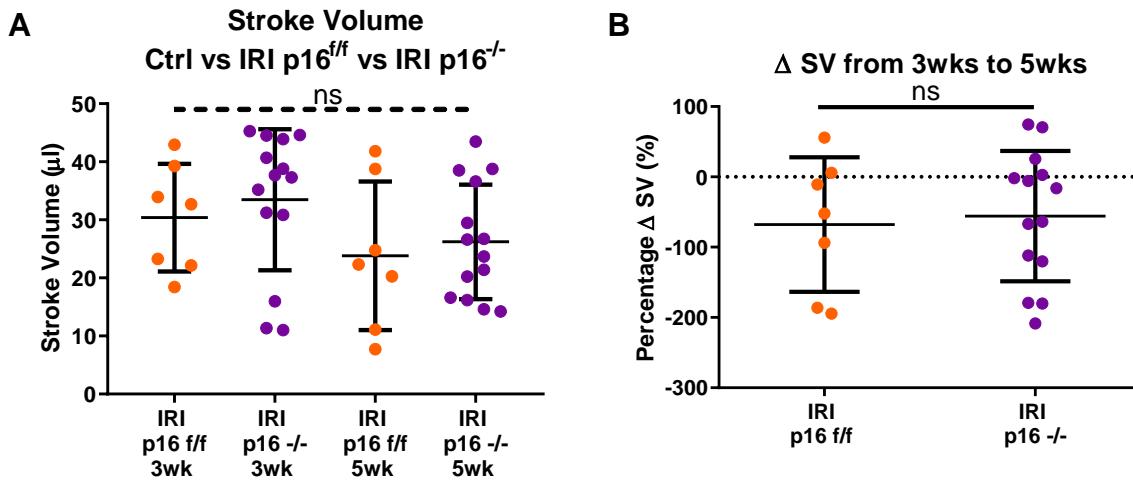 A
Stroke Volume
Ctrl vs IRI p16f/f vs IRI p16-/-
ns
Stroke Volume (µl)
50
40
30
20
10
0
IRI
p16 f/f
3wk
IRI
p16 -/-
3wk
IRI
p16 f/f
5wk
IRI
p16 -/-
5wk
B
Δ SV from 3wks to 5wks
ns
Percentage Δ SV (%)
100
0
-100
-200
-300
IRI
p16 f/f
IRI
p16 -/-